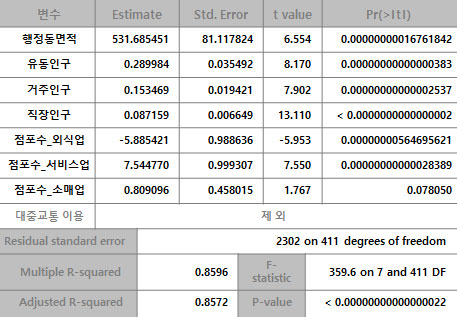 변수 Estimate Std. Error t value Pr(>ItI)
행정동면적 531.685451 81.117824 6.554 0.00000000016761842
유동인구 0.289984 0.035492 8.170 0.00000000000000383
거주인구 0.153469 0.019421 7.902 0.0000000000002537
직장인구 0.087159 0.006649 13.110 < 0.0000000000000002
점포수_외식업 -5.885421 0.988636 -5.953 0.00000000564695621
점포수_서비스업 7.544770 0.999307 7.550 0.00000000000028389
점포수_소매업 0.809096 0.458015 1.767 0.078050
대중교통 이용 제 외
Residual standard error 2302 on 411 degrees of freedom
Multiple R-squared 0.8596 F-statistic 359.6 on 7 and 411 DF
Adjusted R-squared 0.8572 P-value < 0.00000000000000022